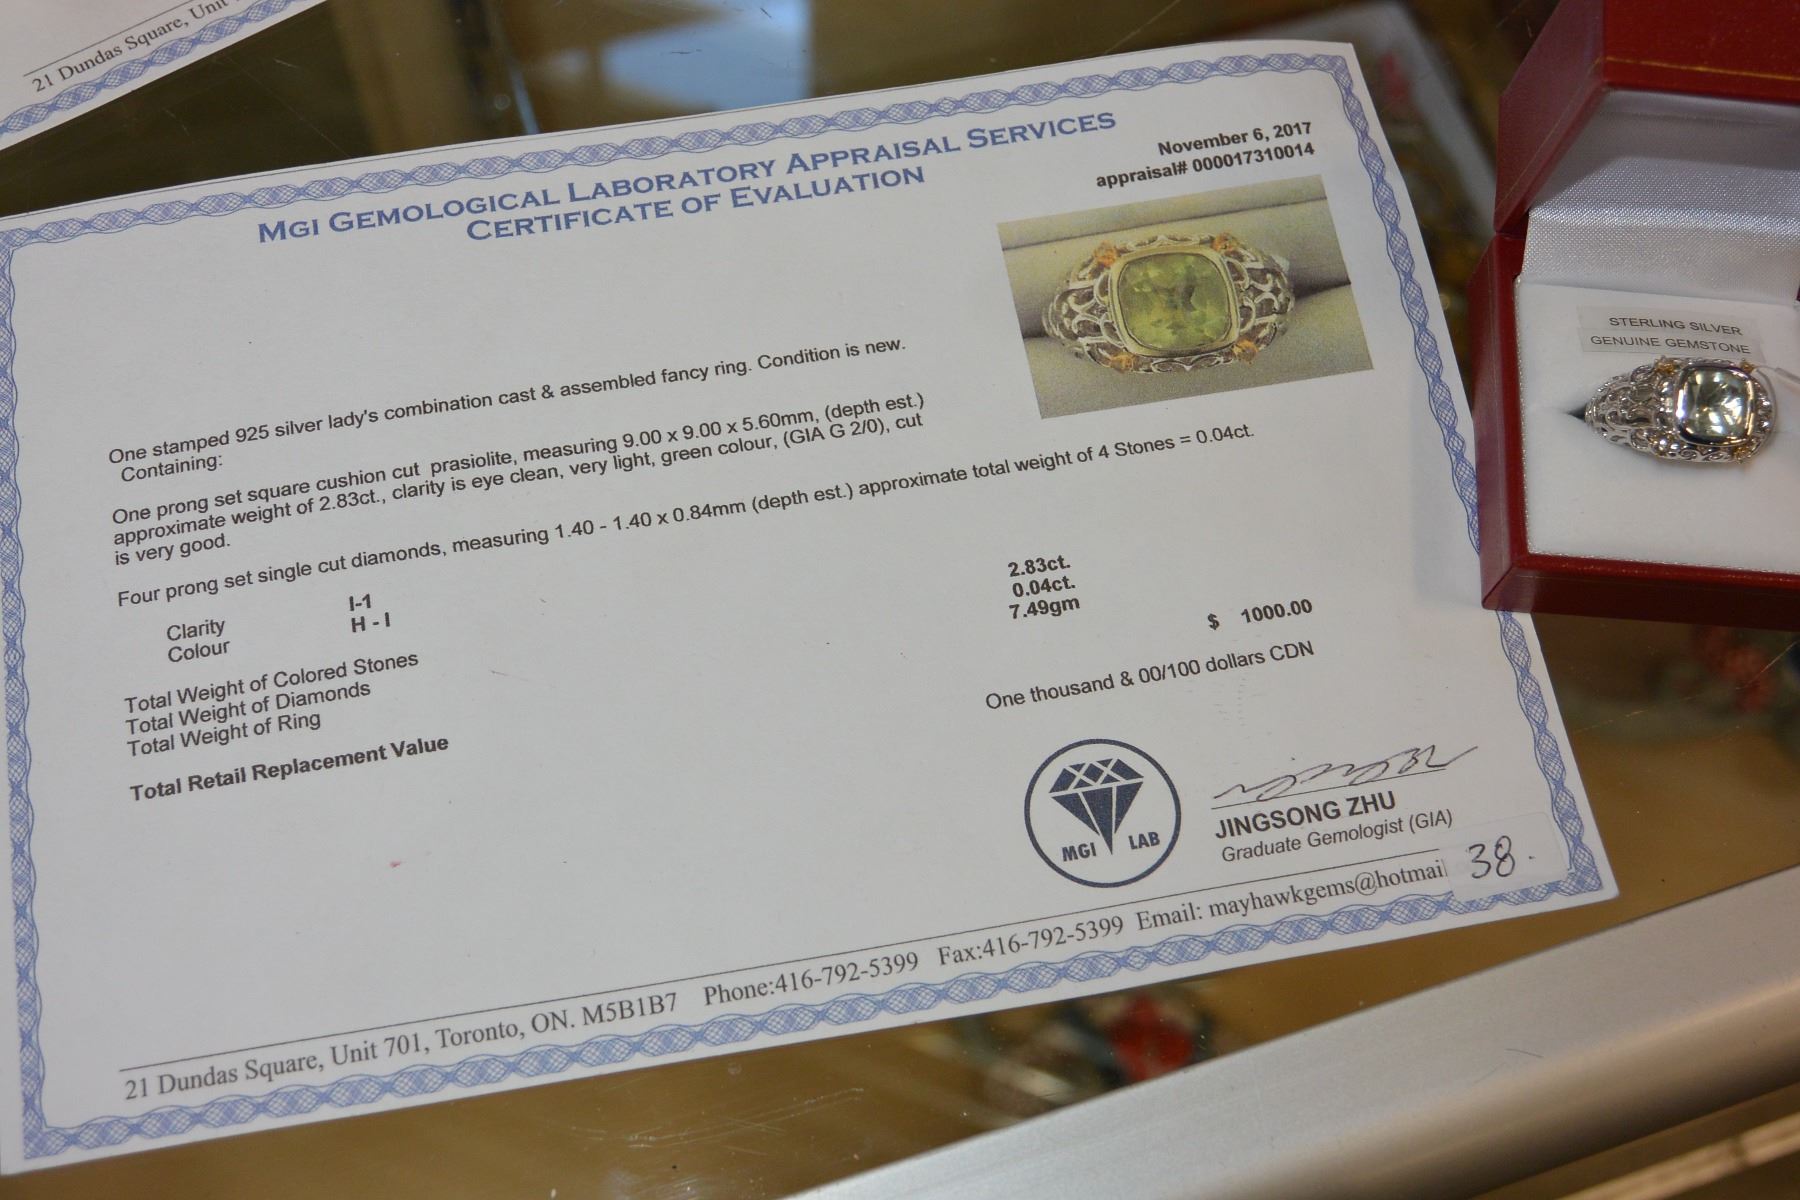 21 Dundas Square, Unit
MGI GEMOLOGICAL LABORATORY APPRAISAL SERVICES
CERTIFICATE OF EVALUATION
November 6, 2017
appraisal# 000017310014
One stamped 925 silver lady's combination cast & assembled fancy ring. Condition is new.
Containing:
One prong set square cushion cut prasiolite, measuring 9.00 x 9.00 x 5.60mm, (depth est.)
approximate weight of 2.83ct., clarity is eye clean, very light, green colour, (GIA G 2/0), cut
is very good.
Four prong set single cut diamonds, measuring 1.40 - 1.40 x 0.84mm (depth est.) approximate total weight of 4 Stones = 0.04ct.
Clarity I-1
Colour H - I
Total Weight of Colored Stones 2.83ct.
Total Weight of Diamonds 0.04ct.
Total Weight of Ring 7.49gm
Total Retail Replacement Value $ 1000.00
One thousand & 00/100 dollars CDN
MGI LAB
JINGSONG ZHU
Graduate Gemologist (GIA)
38.
21 Dundas Square, Unit 701, Toronto, ON. M5B1B7 Phone:416-792-5399 Fax:416-792-5399 Email: mayhawkgems@hotmail
STERLING SILVER
GENUINE GEMSTONE